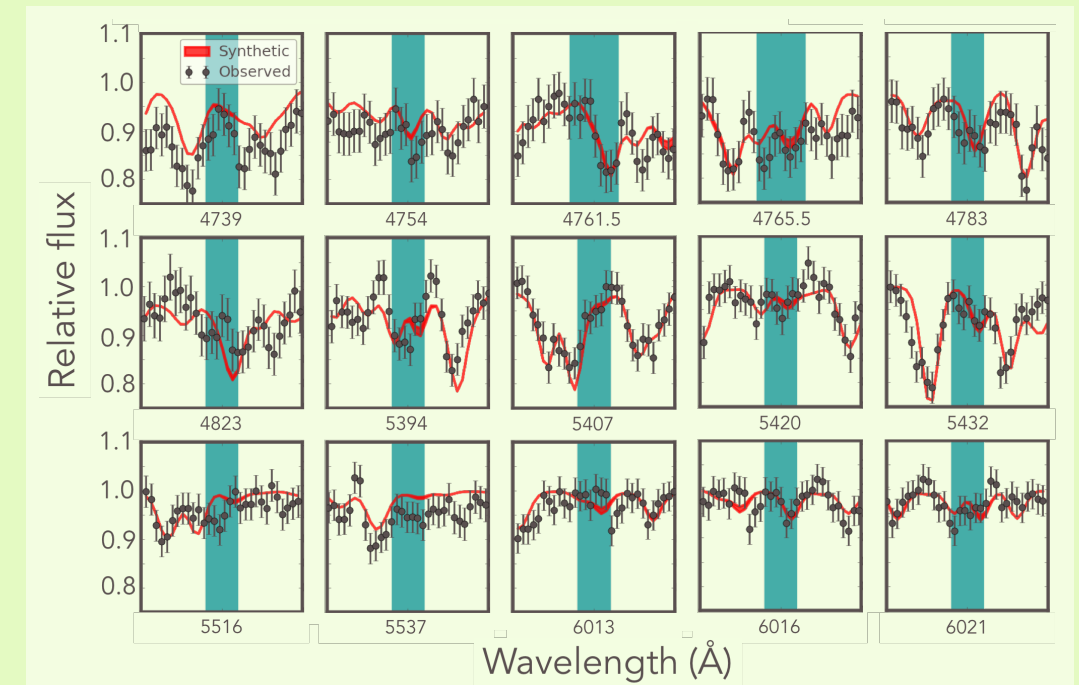 1.1
Synthetic
Observed
1.0
0.9
0.8
4739 4754 4761.5 4765.5 4783
1.1
1.0
0.9
0.8
4823 5394 5407 5420 5432
1.1
1.0
0.9
0.8
5516 5537 6013 6016 6021
Relative flux
Wavelength (Å)